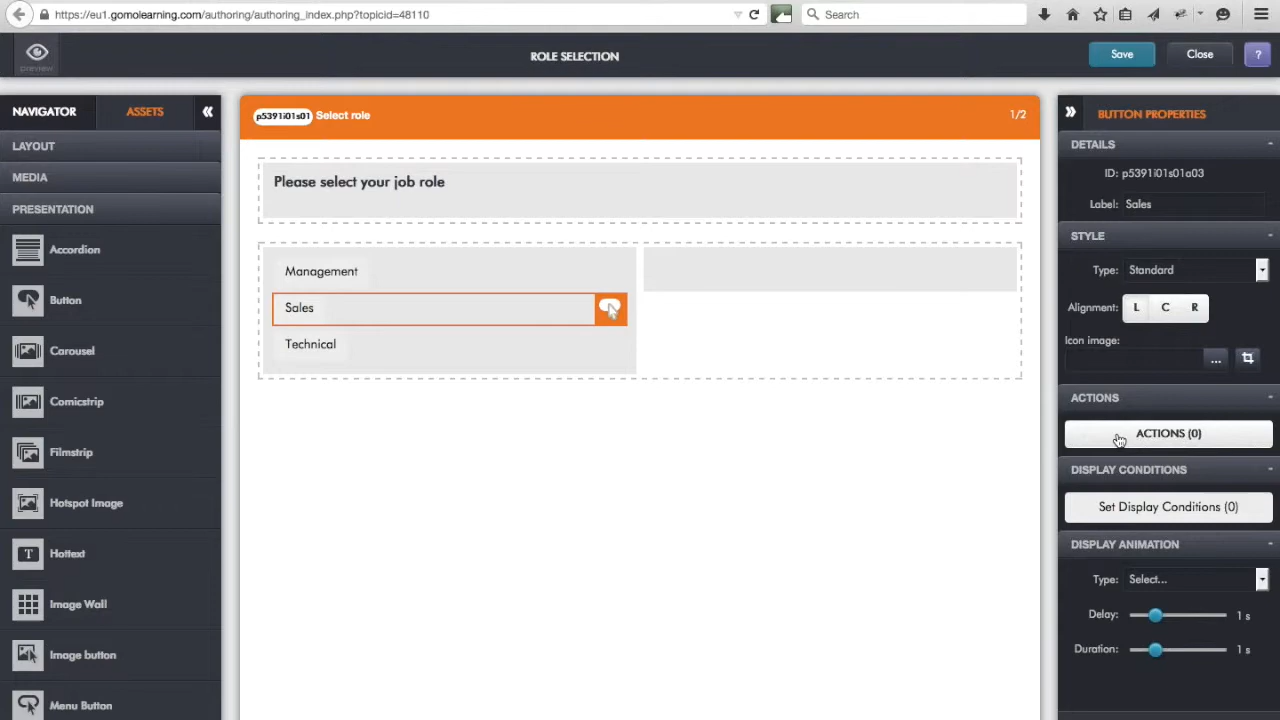 https://eu1.gomolearning.com/authoring/authoring_index.php?topicid=48110
Search
preview
ROLE SELECTION
Save
Close
?
NAVIGATOR
ASSETS
LAYOUT
MEDIA
PRESENTATION
Accordion
Button
Carousel
Comicstrip
Filmstrip
Hotspot Image
T
Hottext
Image Wall
Image button
Menu Button
p5391i01s01 Select role
1/2
Please select your job role
Management
Sales
Technical
BUTTON PROPERTIES
DETAILS
ID: p5391i01s01a03
Label: Sales
STYLE
Type: Standard
Alignment: L C R
Icon image:
...
ACTIONS
ACTIONS (0)
DISPLAY CONDITIONS
Set Display Conditions (0)
DISPLAY ANIMATION
Type: Select...
Delay: 1 s
Duration: 1 s